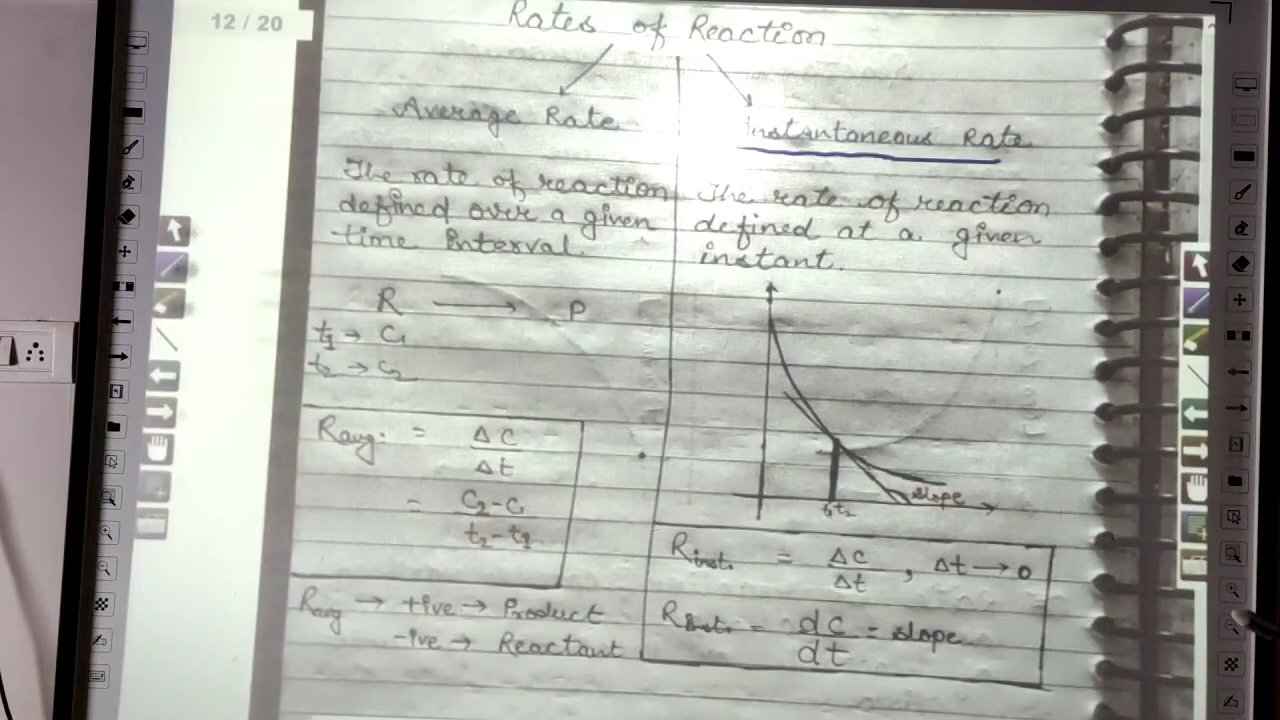 12 / 20
Rates of Reaction
Average Rate
The rate of reaction
defined over a given
time interval.
R → P
t1 → C1
t2 → C2
Ravg. = ΔC/Δt
= C2-C1/t2-t1
Ravg → +ive → Product
-ive → Reactant
Instantaneous Rate
The rate of reaction
defined at a given
instant.
slope
t1t2
Rinst. = ΔC/Δt , Δt → 0
Rinst. = dC/dt = slope